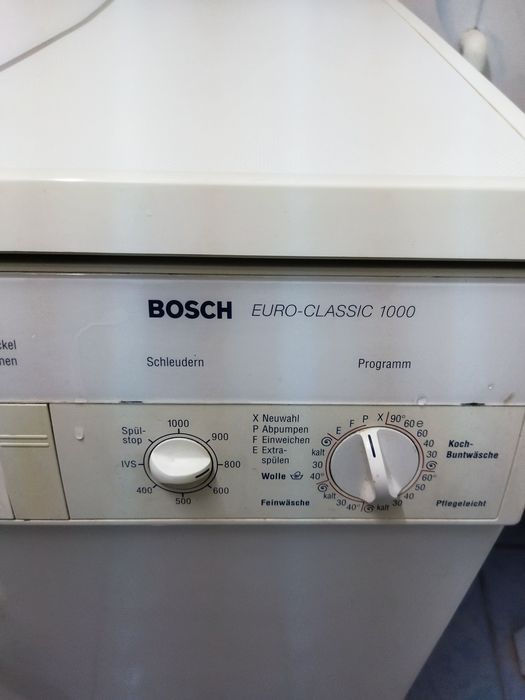 BOSCH EURO-CLASSIC 1000
Schleudern
Programm
1000
900
800
600
500
400
IVS
Spül-
stop
X Neuwahl
P Abpumpen
F Einweichen
E Extra-
spülen
Wolle
Feinwäsche
E F P X 90°
60
60
40
30
Koch-
Buntwäsche
60°
50
40
30
kalt
Pflegeleicht
40°
30
kalt
40°
30
kalt